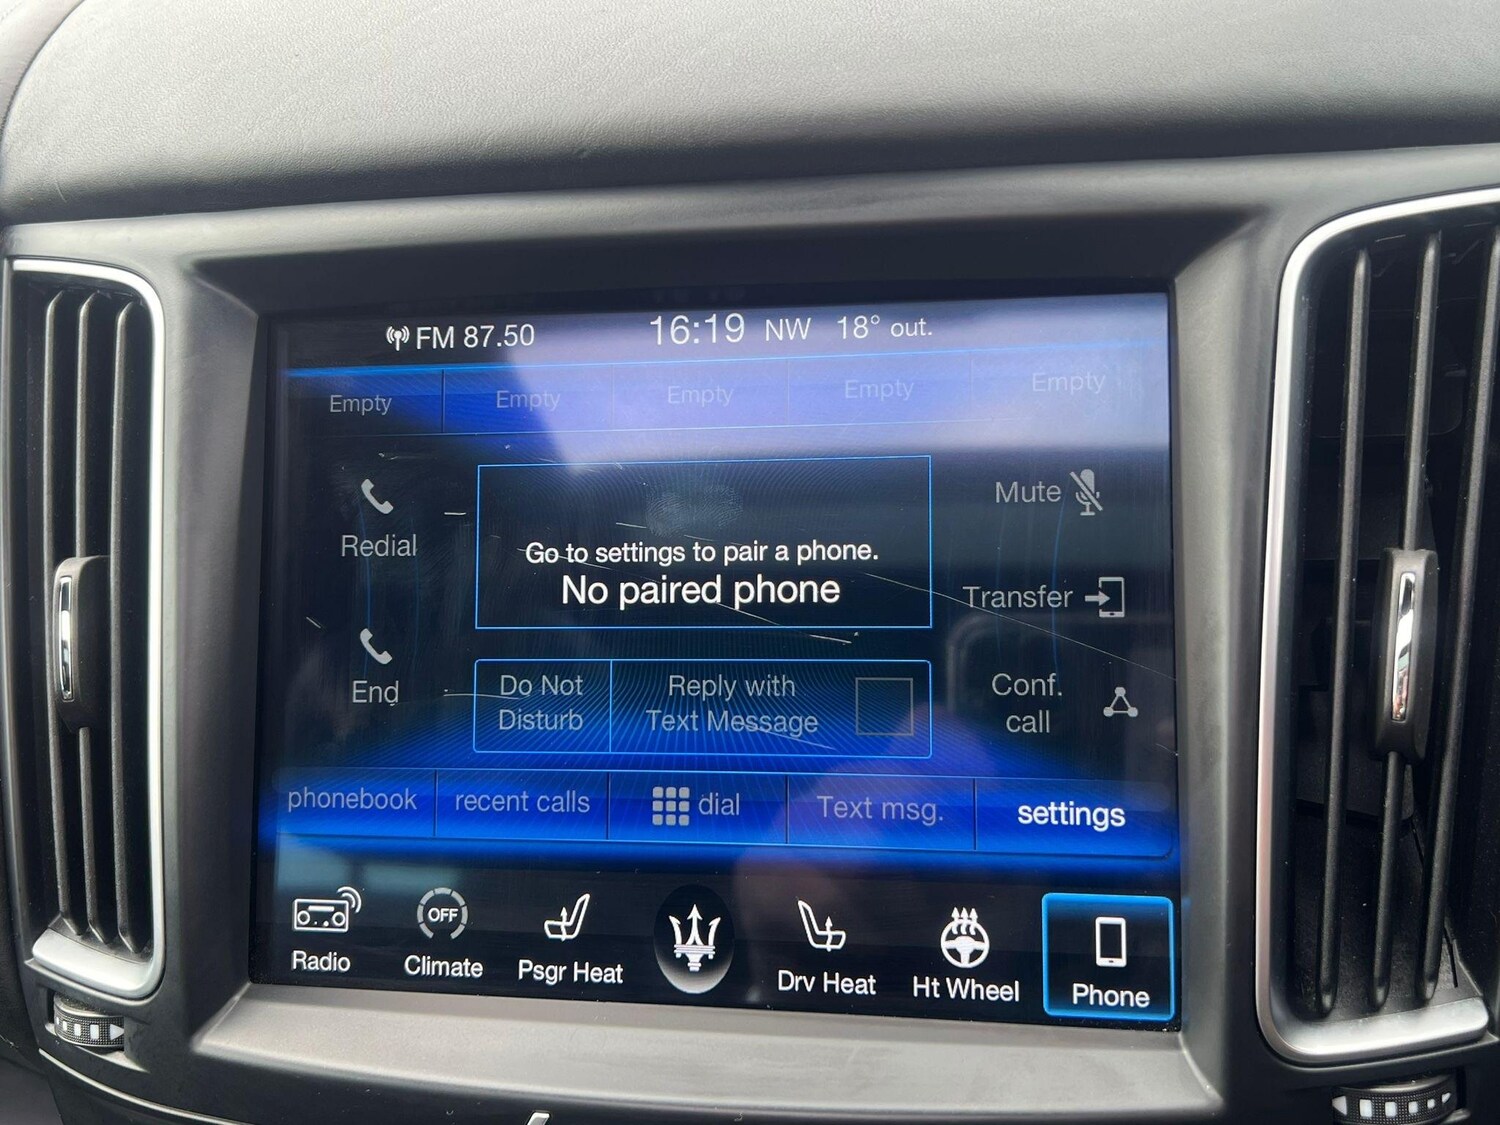 FM 87.50 16:19 NW 18° out.
Empty Empty Empty Empty Empty
Redial
End
Go to settings to pair a phone.
No paired phone
Do Not
Disturb
Reply with
Text Message
Mute
Transfer
Conf.
call
phonebook recent calls dial Text msg. settings
Radio
OFF
Climate
Psgr Heat
Drv Heat
Ht Wheel
Phone